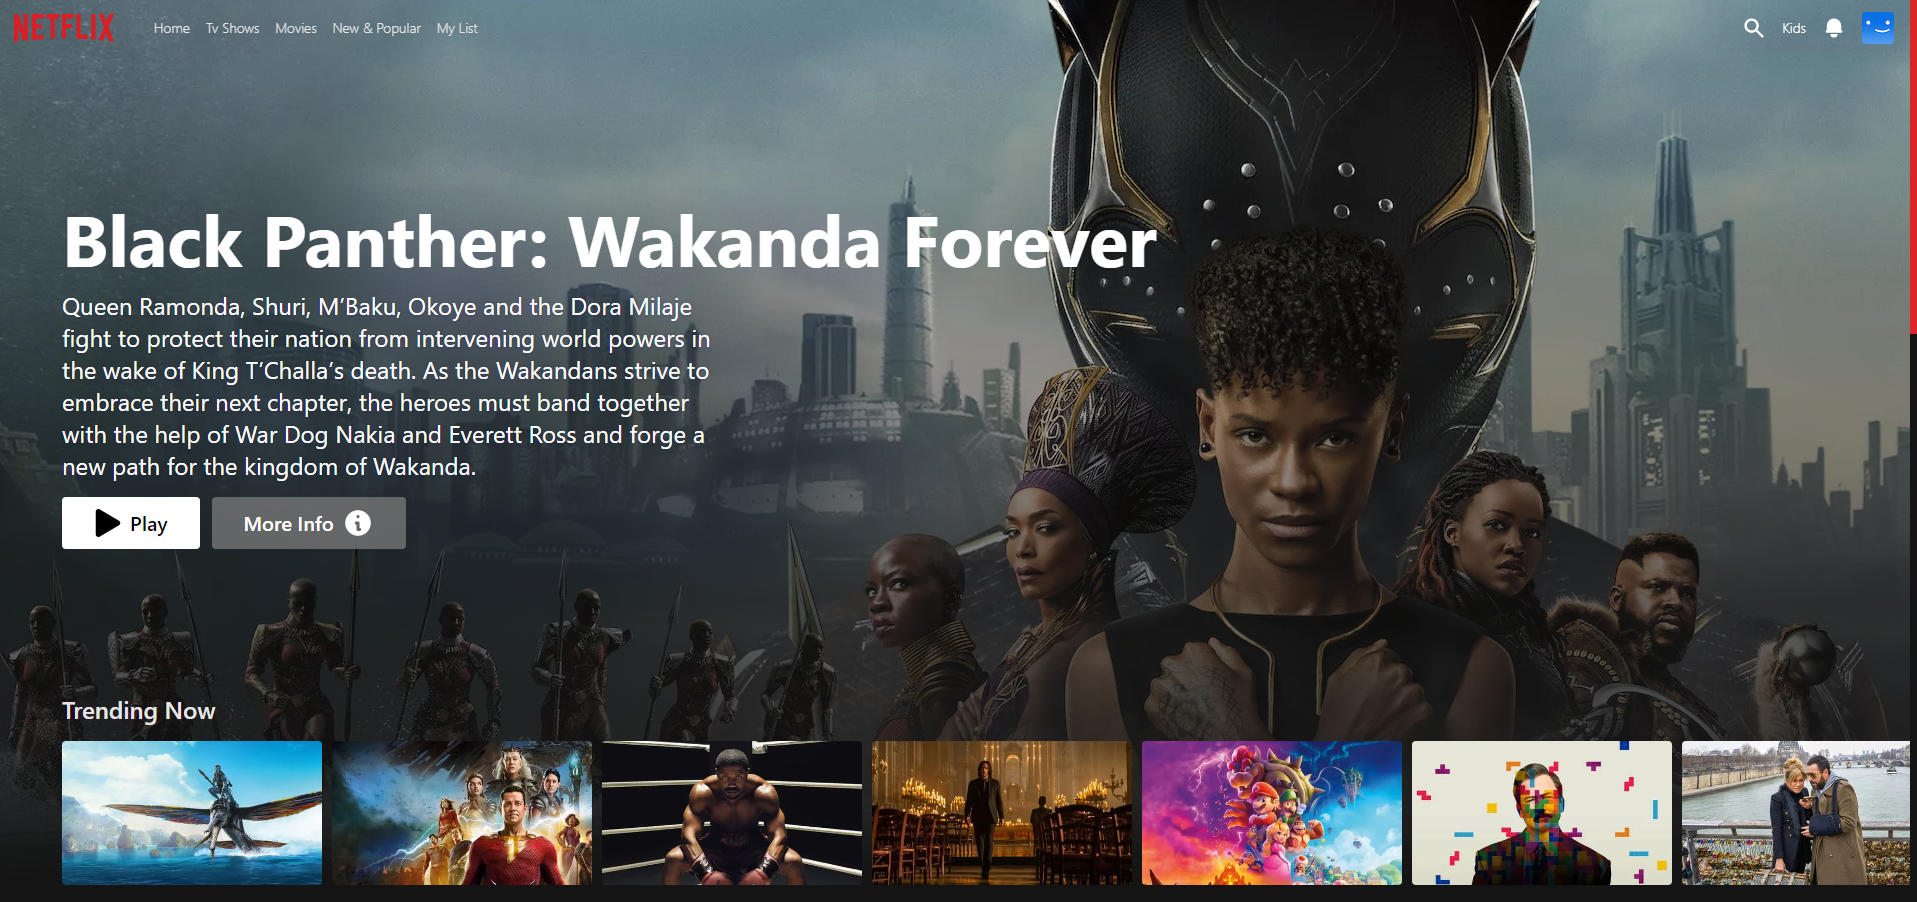 NETFLIX
Home Tv Shows Movies New & Popular My List
Kids
Black Panther: Wakanda Forever
Queen Ramonda, Shuri, M’Baku, Okoye and the Dora Milaje
fight to protect their nation from intervening world powers in
the wake of King T’Challa’s death. As the Wakandans strive to
embrace their next chapter, the heroes must band together
with the help of War Dog Nakia and Everett Ross and forge a
new path for the kingdom of Wakanda.
Play
More Info
Trending Now